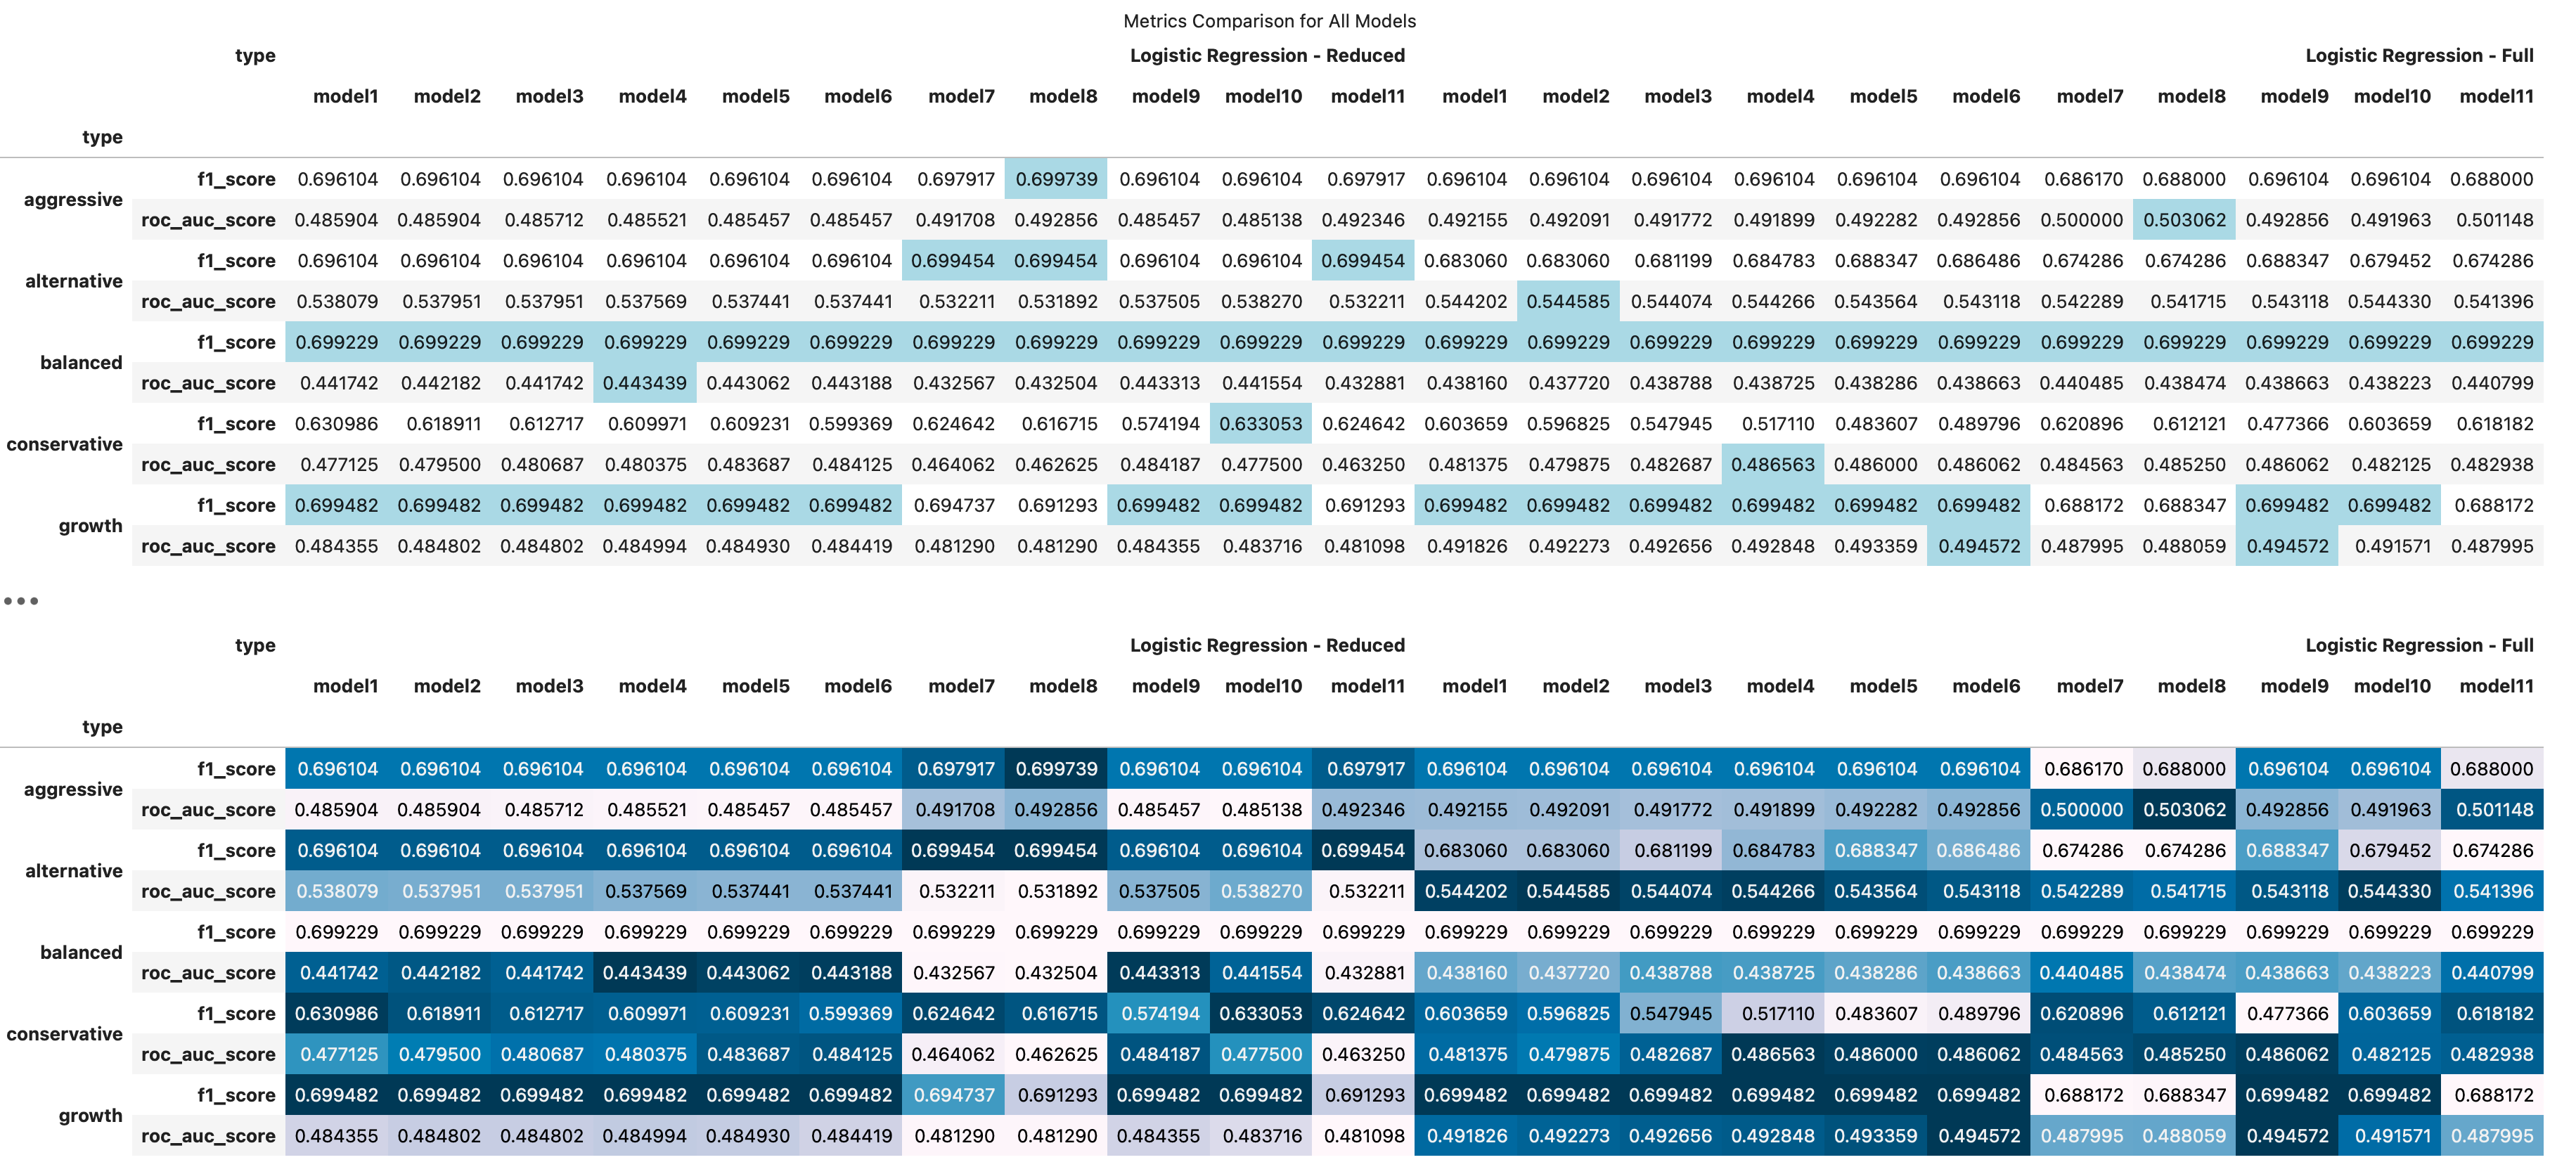 Metrics Comparison for All Models
type Logistic Regression - Reduced Logistic Regression - Full
model1 model2 model3 model4 model5 model6 model7 model8 model9 model10 model11 model1 model2 model3 model4 model5 model6 model7 model8 model9 model10 model11
type
aggressive f1_score 0.696104 0.696104 0.696104 0.696104 0.696104 0.696104 0.697917 0.699739 0.696104 0.696104 0.697917 0.696104 0.696104 0.696104 0.696104 0.696104 0.696104 0.686170 0.688000 0.696104 0.696104 0.688000
roc_auc_score 0.485904 0.485904 0.485712 0.485521 0.485457 0.485457 0.491708 0.492856 0.485457 0.485138 0.492346 0.492155 0.492091 0.491772 0.491899 0.492282 0.492856 0.500000 0.503062 0.492856 0.491963 0.501148
alternative f1_score 0.696104 0.696104 0.696104 0.696104 0.696104 0.696104 0.699454 0.699454 0.696104 0.696104 0.699454 0.683060 0.683060 0.681199 0.684783 0.688347 0.686486 0.674286 0.674286 0.688347 0.679452 0.674286
roc_auc_score 0.538079 0.537951 0.537951 0.537569 0.537441 0.537441 0.532211 0.531892 0.537505 0.538270 0.532211 0.544202 0.544585 0.544074 0.544266 0.543564 0.543118 0.542289 0.541715 0.543118 0.544330 0.541396
balanced f1_score 0.699229 0.699229 0.699229 0.699229 0.699229 0.699229 0.699229 0.699229 0.699229 0.699229 0.699229 0.699229 0.699229 0.699229 0.699229 0.699229 0.699229 0.699229 0.699229 0.699229 0.699229 0.699229
roc_auc_score 0.441742 0.442182 0.441742 0.443439 0.443062 0.443188 0.432567 0.432504 0.443313 0.441554 0.432881 0.438160 0.437720 0.438788 0.438725 0.438286 0.438663 0.440485 0.438474 0.438663 0.438223 0.440799
conservative f1_score 0.630986 0.618911 0.612717 0.609971 0.609231 0.599369 0.624642 0.616715 0.574194 0.633053 0.624642 0.603659 0.596825 0.547945 0.517110 0.483607 0.489796 0.620896 0.612121 0.477366 0.603659 0.618182
roc_auc_score 0.477125 0.479500 0.480687 0.480375 0.483687 0.484125 0.464062 0.462625 0.484187 0.477500 0.463250 0.481375 0.479875 0.482687 0.486563 0.486000 0.486062 0.484563 0.485250 0.486062 0.482125 0.482938
growth f1_score 0.699482 0.699482 0.699482 0.699482 0.699482 0.699482 0.694737 0.691293 0.699482 0.699482 0.691293 0.699482 0.699482 0.699482 0.699482 0.699482 0.699482 0.688172 0.688347 0.699482 0.699482 0.688172
roc_auc_score 0.484355 0.484802 0.484802 0.484994 0.484930 0.484419 0.481290 0.481290 0.484355 0.483716 0.481098 0.491826 0.492273 0.492656 0.492848 0.493359 0.494572 0.487995 0.488059 0.494572 0.491571 0.487995
type Logistic Regression - Reduced Logistic Regression - Full
model1 model2 model3 model4 model5 model6 model7 model8 model9 model10 model11 model1 model2 model3 model4 model5 model6 model7 model8 model9 model10 model11
type
aggressive f1_score 0.696104 0.696104 0.696104 0.696104 0.696104 0.696104 0.697917 0.699739 0.696104 0.696104 0.697917 0.696104 0.696104 0.696104 0.696104 0.696104 0.696104 0.686170 0.688000 0.696104 0.696104 0.688000
roc_auc_score 0.485904 0.485904 0.485712 0.485521 0.485457 0.485457 0.491708 0.492856 0.485457 0.485138 0.492346 0.492155 0.492091 0.491772 0.491899 0.492282 0.492856 0.500000 0.503062 0.492856 0.491963 0.501148
alternative f1_score 0.696104 0.696104 0.696104 0.696104 0.696104 0.696104 0.699454 0.699454 0.696104 0.696104 0.699454 0.683060 0.683060 0.681199 0.684783 0.688347 0.686486 0.674286 0.674286 0.688347 0.679452 0.674286
roc_auc_score 0.538079 0.537951 0.537951 0.537569 0.537441 0.537441 0.532211 0.531892 0.537505 0.538270 0.532211 0.544202 0.544585 0.544074 0.544266 0.543564 0.543118 0.542289 0.541715 0.543118 0.544330 0.541396
balanced f1_score 0.699229 0.699229 0.699229 0.699229 0.699229 0.699229 0.699229 0.699229 0.699229 0.699229 0.699229 0.699229 0.699229 0.699229 0.699229 0.699229 0.699229 0.699229 0.699229 0.699229 0.699229 0.699229
roc_auc_score 0.441742 0.442182 0.441742 0.443439 0.443062 0.443188 0.432567 0.432504 0.443313 0.441554 0.432881 0.438160 0.437720 0.438788 0.438725 0.438286 0.438663 0.440485 0.438474 0.438663 0.438223 0.440799
conservative f1_score 0.630986 0.618911 0.612717 0.609971 0.609231 0.599369 0.624642 0.616715 0.574194 0.633053 0.624642 0.603659 0.596825 0.547945 0.517110 0.483607 0.489796 0.620896 0.612121 0.477366 0.603659 0.618182
roc_auc_score 0.477125 0.479500 0.480687 0.480375 0.483687 0.484125 0.464062 0.462625 0.484187 0.477500 0.463250 0.481375 0.479875 0.482687 0.486563 0.486000 0.486062 0.484563 0.485250 0.486062 0.482125 0.482938
growth f1_score 0.699482 0.699482 0.699482 0.699482 0.699482 0.699482 0.694737 0.691293 0.699482 0.699482 0.691293 0.699482 0.699482 0.699482 0.699482 0.699482 0.699482 0.688172 0.688347 0.699482 0.699482 0.688172
roc_auc_score 0.484355 0.484802 0.484802 0.484994 0.484930 0.484419 0.481290 0.481290 0.484355 0.483716 0.481098 0.491826 0.492273 0.492656 0.492848 0.493359 0.494572 0.487995 0.488059 0.494572 0.491571 0.487995